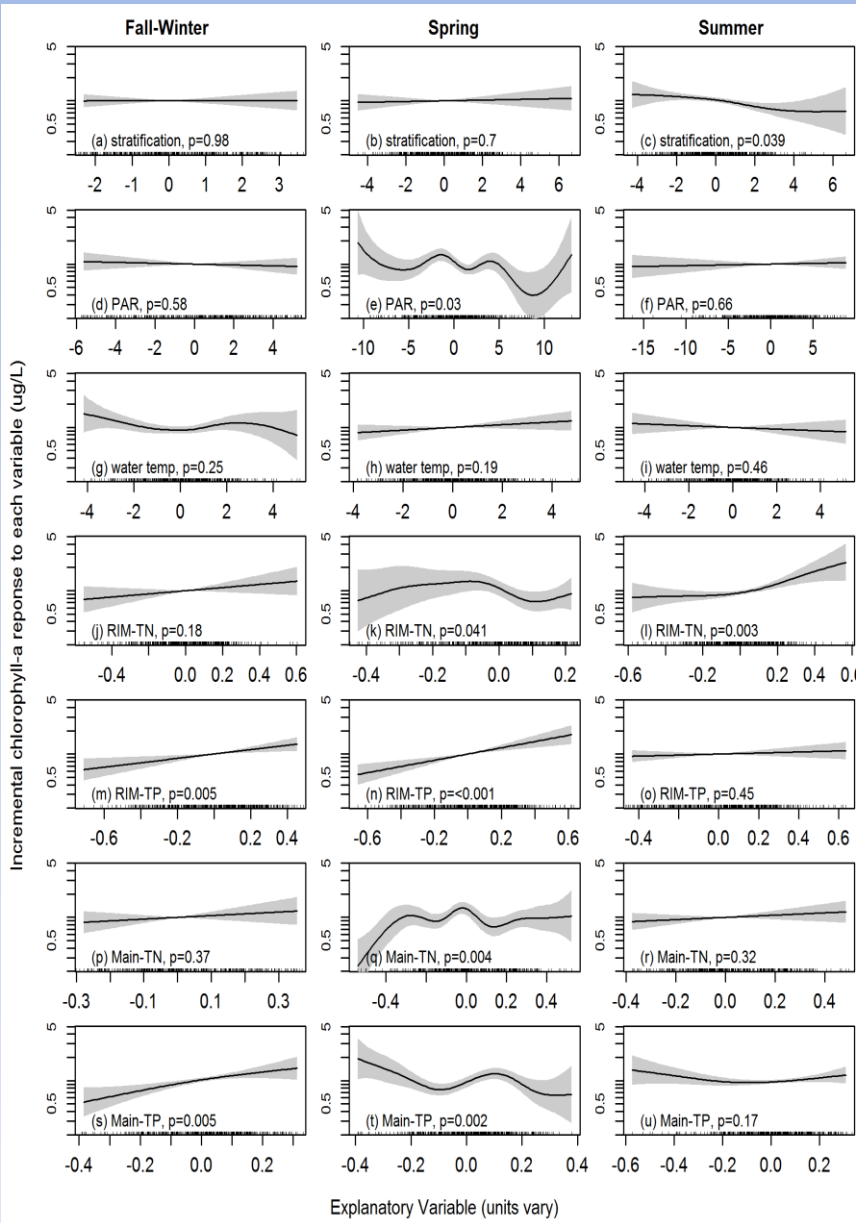 Fall-Winter Spring Summer
Incremental chlorophyll-a reponse to each variable (ug/L)
5 5 5
0.5 0.5 0.5
(a) stratification, p=0.98 (b) stratification, p=0.7 (c) stratification, p=0.039
-2 -1 0 1 2 3 -4 -2 0 2 4 6 -4 -2 0 2 4 6
5 5 5
0.5 0.5 0.5
(d) PAR, p=0.58 (e) PAR, p=0.03 (f) PAR, p=0.66
-6 -4 -2 0 2 4 -10 -5 0 5 10 -15 -10 -5 0 5
5 5 5
0.5 0.5 0.5
(g) water temp, p=0.25 (h) water temp, p=0.19 (i) water temp, p=0.46
-4 -2 0 2 4 -4 -2 0 2 4 6 -4 -2 0 2 4
5 5 5
0.5 0.5 0.5
(j) RIM-TN, p=0.18 (k) RIM-TN, p=0.041 (l) RIM-TN, p=0.003
-0.4 0.0 0.2 0.4 0.6 -0.4 -0.2 0.0 0.1 0.2 -0.6 -0.2 0.0 0.2 0.4 0.6
5 5 5
0.5 0.5 0.5
(m) RIM-TP, p=0.005 (n) RIM-TP, p=<0.001 (o) RIM-TP, p=0.45
-0.6 -0.2 0.0 0.2 0.4 -0.6 -0.2 0.2 0.4 0.6 -0.4 0.0 0.2 0.4 0.6
5 5 5
0.5 0.5 0.5
(p) Main-TN, p=0.37 (q) Main-TN, p=0.004 (r) Main-TN, p=0.32
-0.3 -0.1 0.1 0.3 -0.4 -0.2 0.0 0.2 0.4 -0.4 -0.2 0.0 0.2 0.4
5 5 5
0.5 0.5 0.5
(s) Main-TP, p=0.005 (t) Main-TP, p=0.002 (u) Main-TP, p=0.17
-0.4 -0.2 0.0 0.2 -0.4 -0.2 0.0 0.2 0.4 -0.6 -0.4 -0.2 0.0 0.2
Explanatory Variable (units vary)